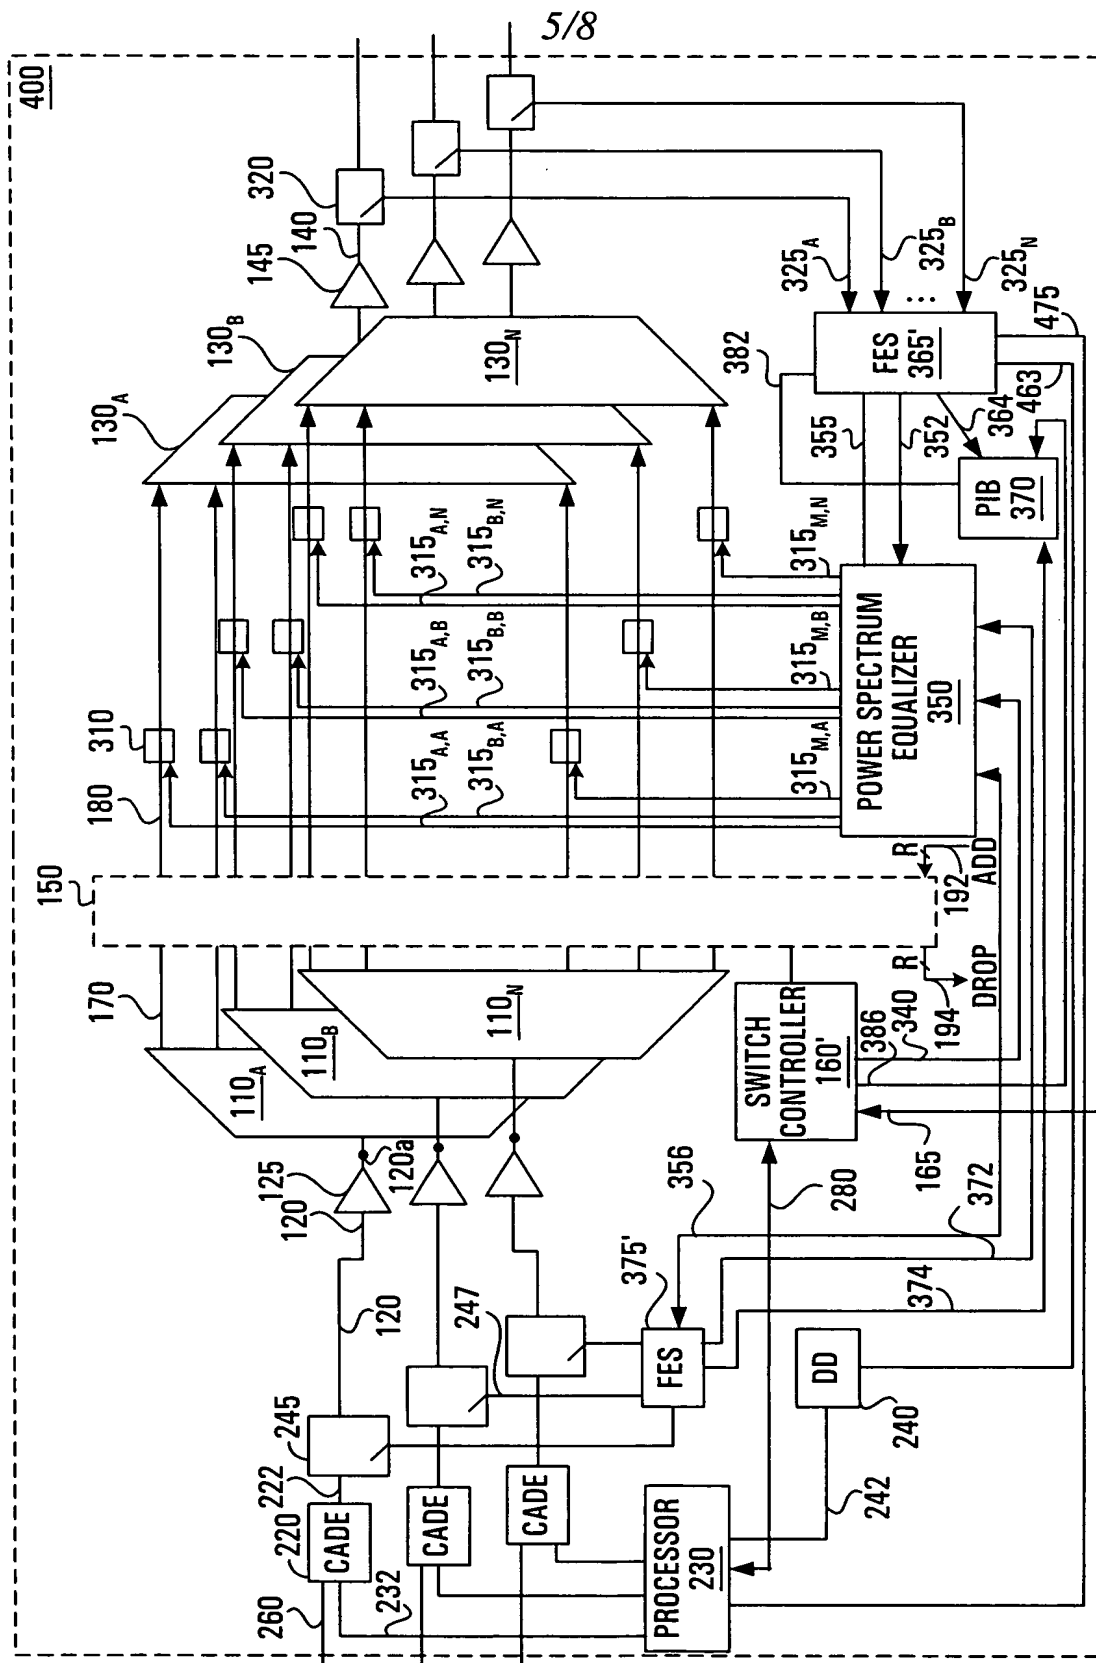 5/8
400
260
220
CADE
222
245
232
CADE
CADE
PROCESSOR
230
120
120
125
120a
247
375'
FES
356
280
165
372
374
DD
240
242
110A
110B
110N
170
150
SWITCH
CONTROLLER
160'
386
340
194
DROP
R
R
192
ADD
180
310
315A,A
315B,A
315M,A
315A,B
315B,B
315M,B
315A,N
315B,N
315M,N
POWER SPECTRUM
EQUALIZER
350
130A
130B
130N
145
140
320
325A
325B
...
325N
FES
365'
382
355
352
364
463
475
PIB
370